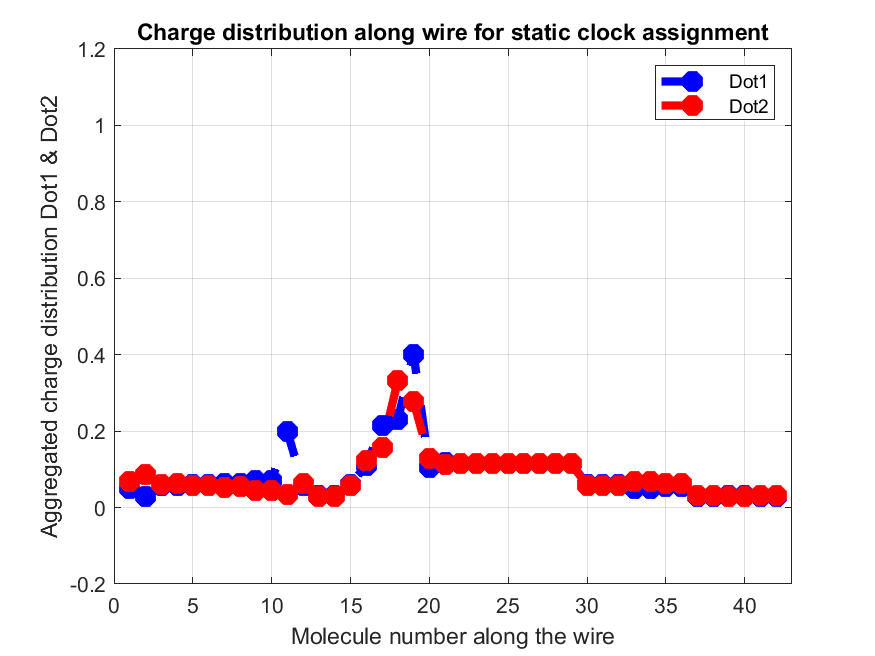 Charge distribution along wire for static clock assignment
Aggregated charge distribution Dot1 & Dot2
1.2
1
0.8
0.6
0.4
0.2
0
-0.2
Dot1
Dot2
0 5 10 15 20 25 30 35 40
Molecule number along the wire